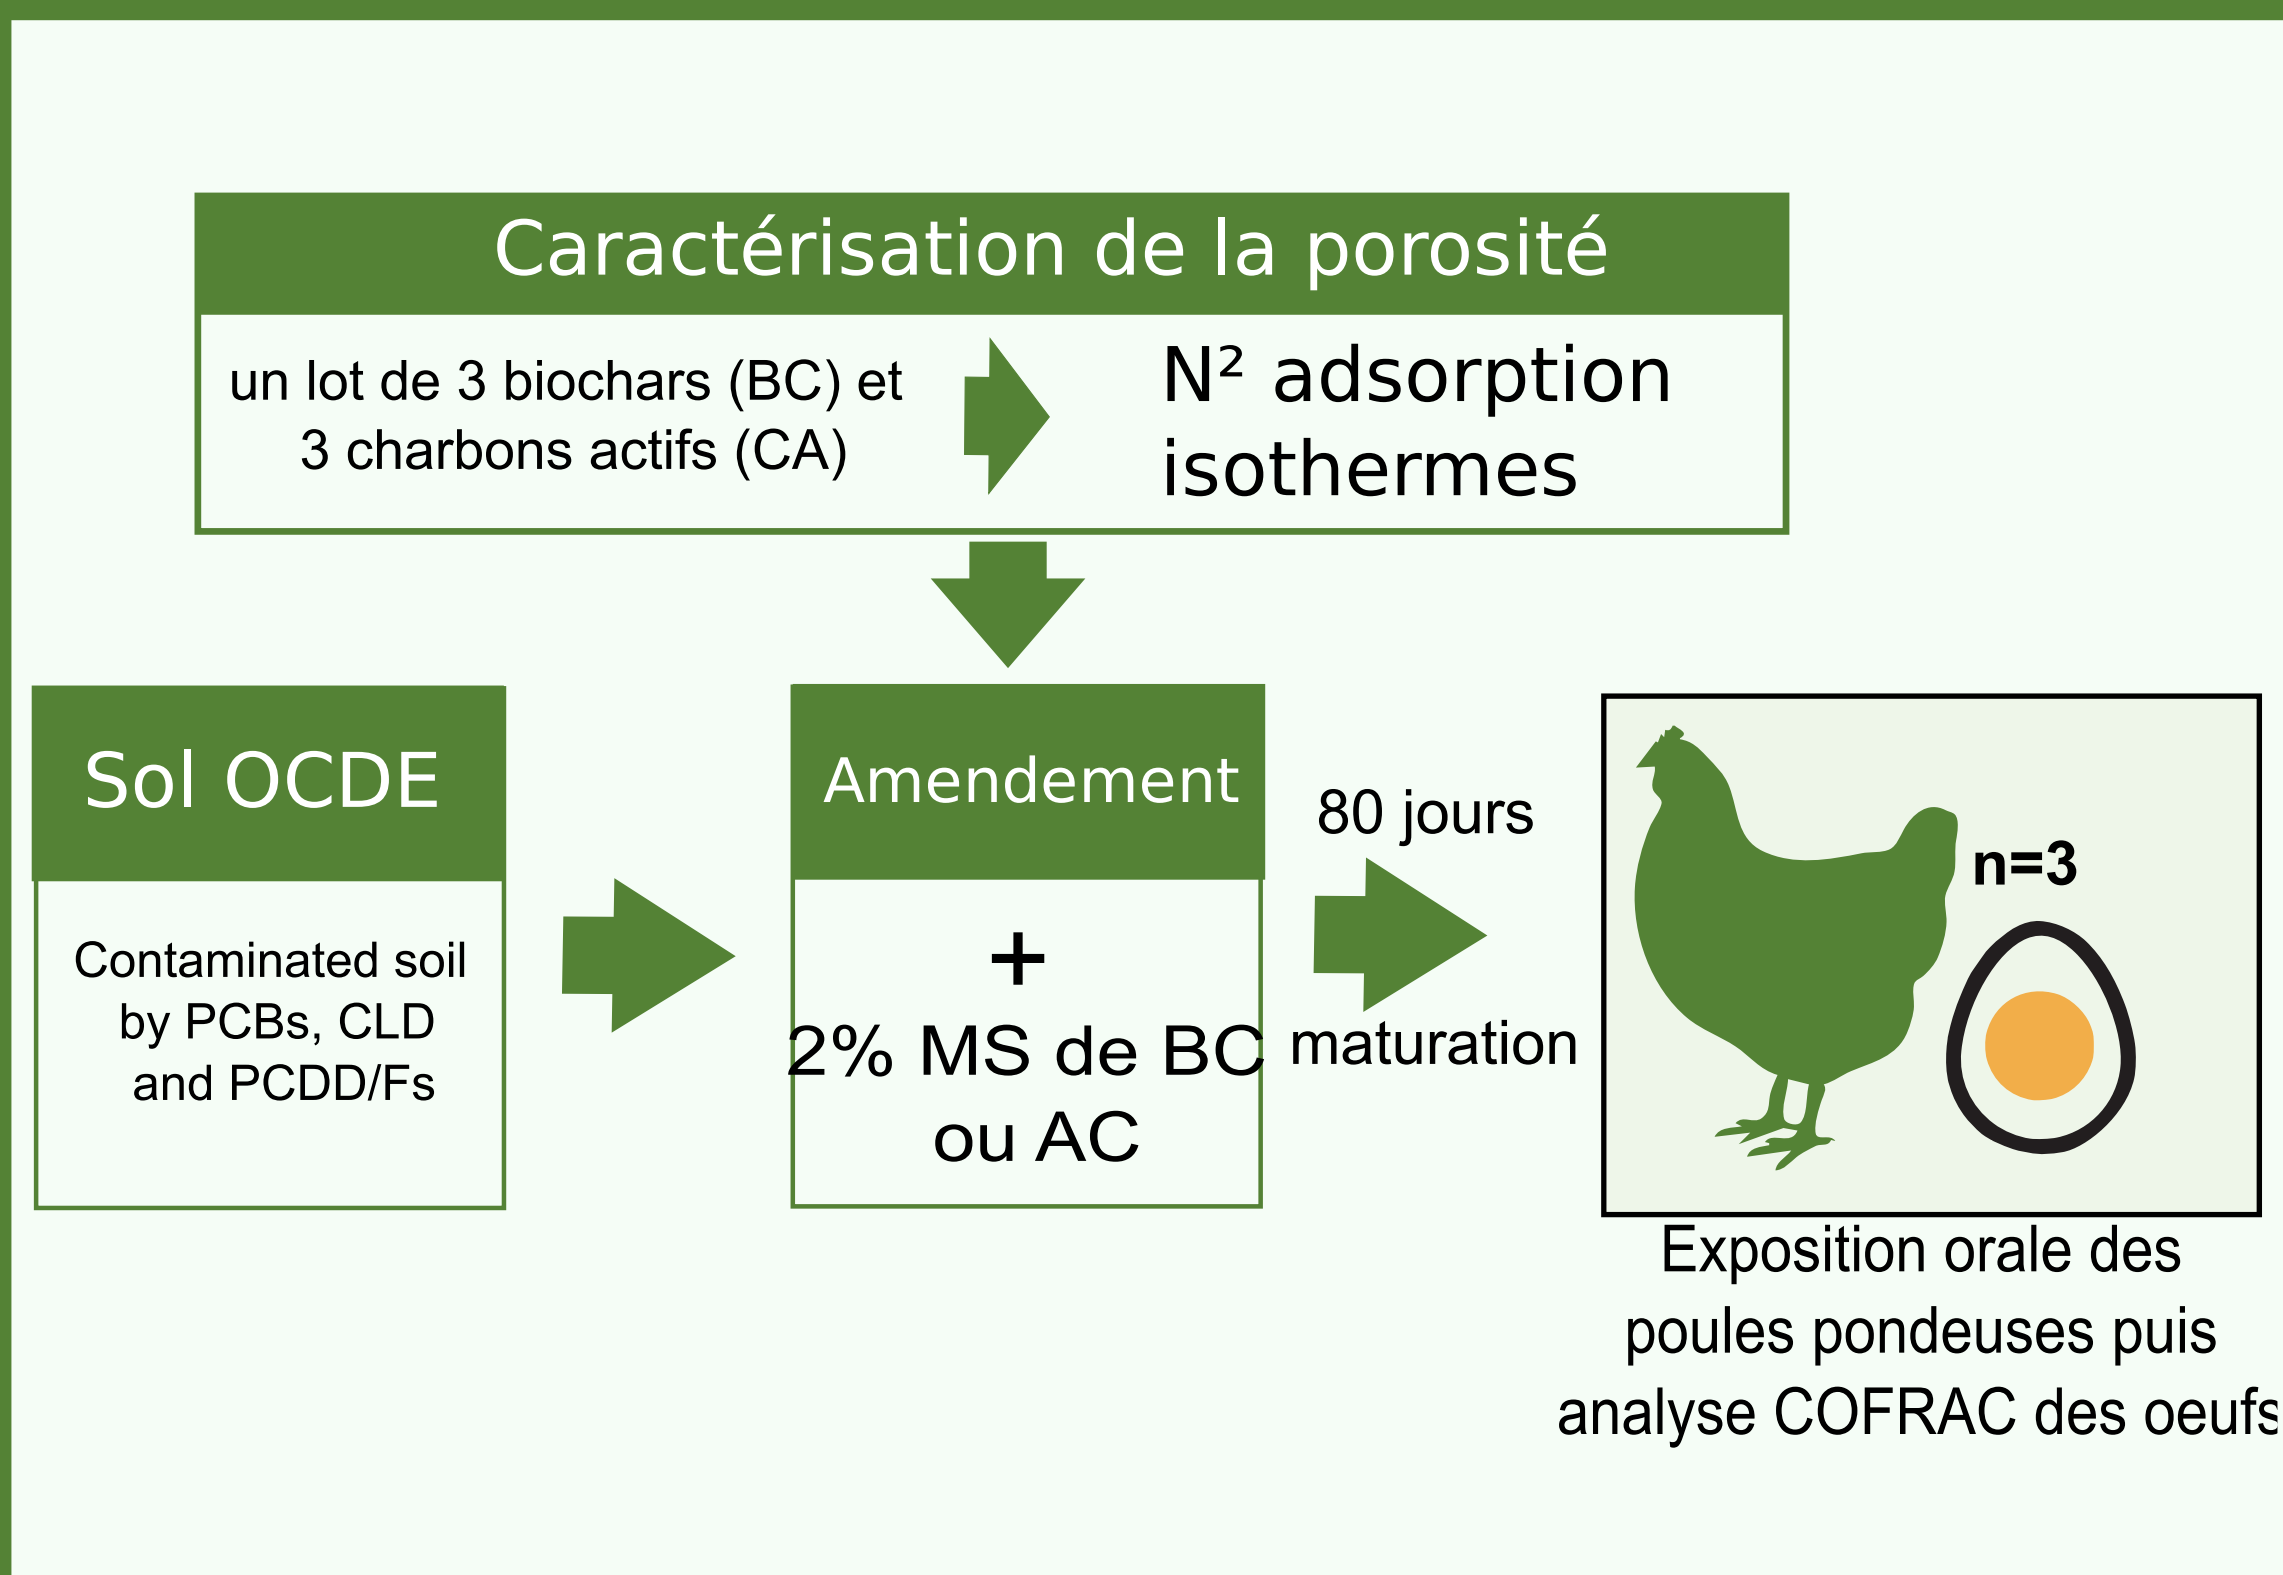 Caractérisation de la porosité
un lot de 3 biochars (BC) et
3 charbons actifs (CA)
N² adsorption
isothermes
Sol OCDE
Contaminated soil
by PCBs, CLD
and PCDD/Fs
Amendement
+
2% MS de BC
ou AC
80 jours
maturation
n=3
Exposition orale des
poules pondeuses puis
analyse COFRAC des oeufs